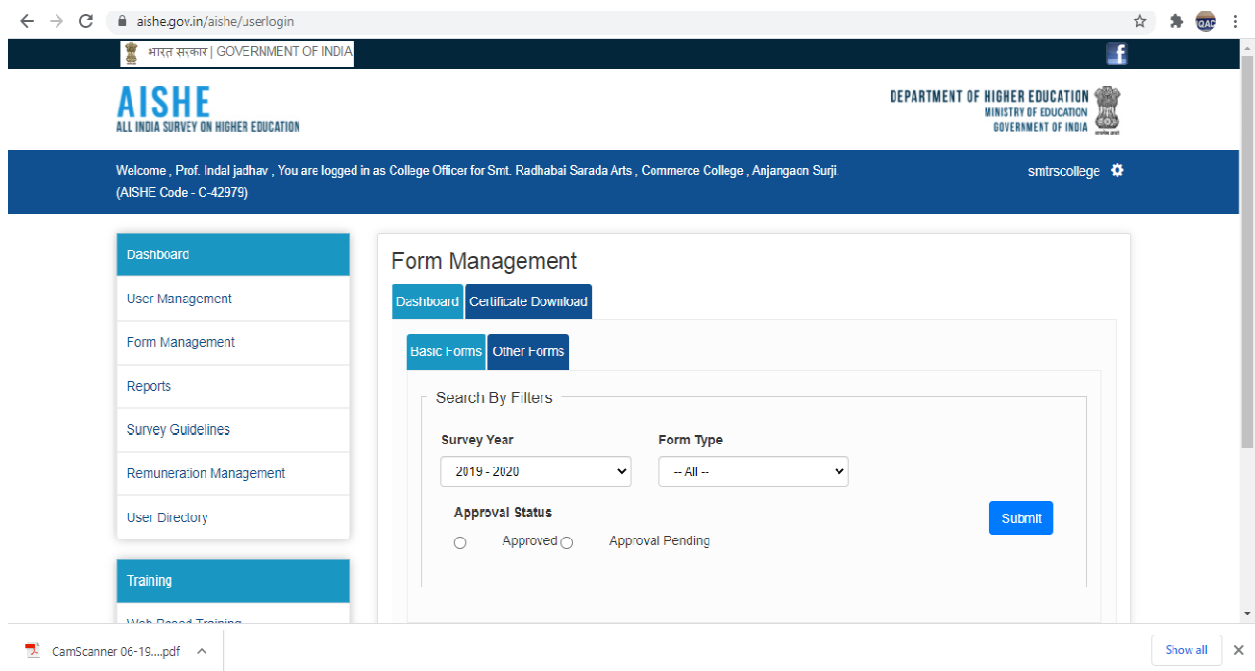 aishe.gov.in/aishe/userlogin
भारत सरकार | GOVERNMENT OF INDIA
AISHE
ALL INDIA SURVEY ON HIGHER EDUCATION
DEPARTMENT OF HIGHER EDUCATION
MINISTRY OF EDUCATION
GOVERNMENT OF INDIA
Welcome , Prof. Indal jadhav , You are logged in as College Officer for Smt. Radhabai Sarada Arts , Commerce College , Anjangaon Surji.
(AISHE Code - C-42979)
smtrscollege
Dashboard
User Management
Form Management
Reports
Survey Guidelines
Remuneration Management
User Directory
Training
Web Based Training
Form Management
Dashboard Certificate Download
Basic Forms Other Forms
Search By Filters
Survey Year Form Type
2019 - 2020 -- All --
Approval Status
Approved Approval Pending
Submit
CamScanner 06-19....pdf
Show all